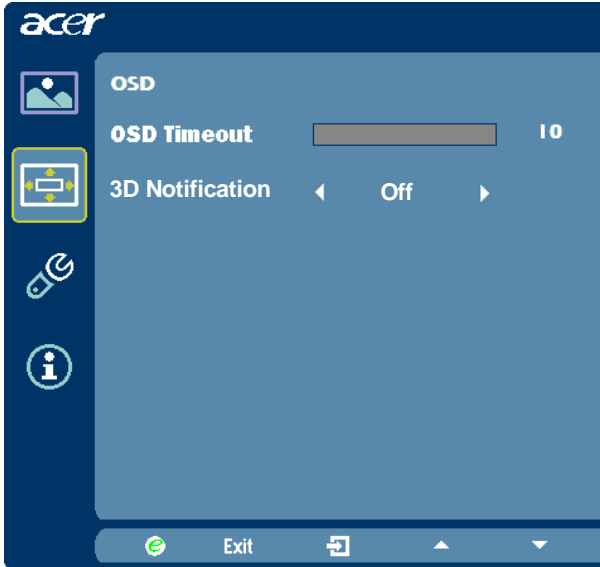 acer
OSD
OSD Timeout 10
3D Notification Off
e Exit